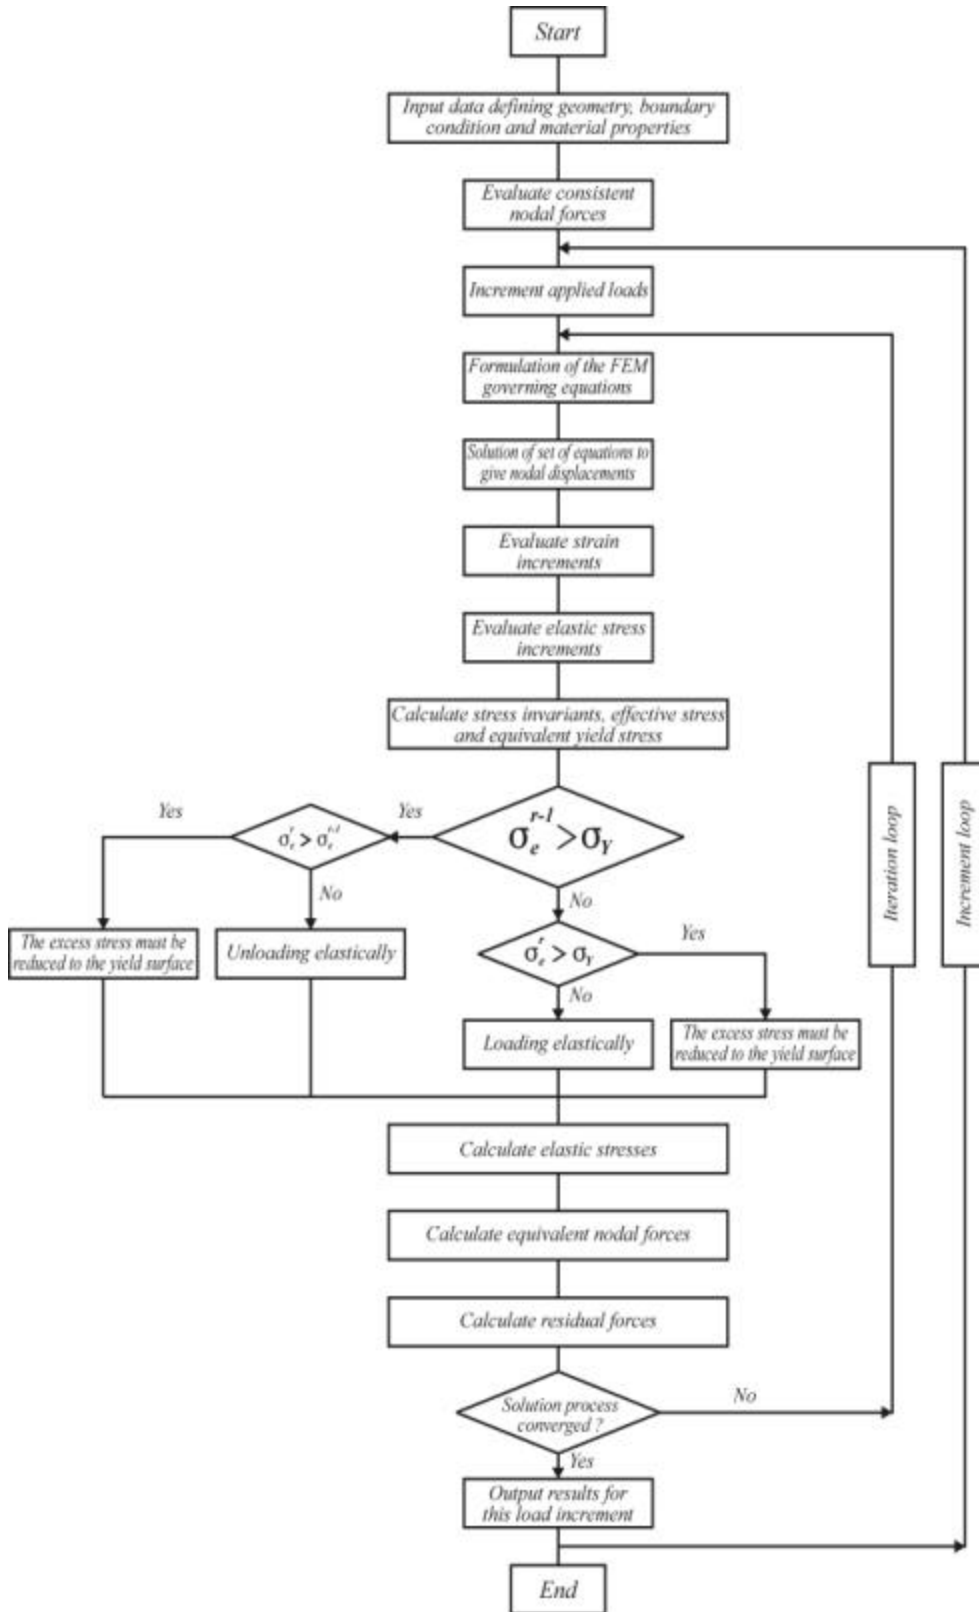 Start
Input data defining geometry, boundary
condition and material properties
Evaluate consistent
nodal forces
Increment applied loads
Formulation of the FEM
governing equations
Solution of set of equations to
give nodal displacements
Evaluate strain
increments
Evaluate elastic stress
increments
Calculate stress invariants, effective stress
and equivalent yield stress
Yes
σₑʳ > σₑʳ⁻¹
Yes
σₑʳ⁻¹ > σY
No
No
The excess stress must be
reduced to the yield surface
Unloading elastically
σₑʳ > σY
Yes
No
Loading elastically
The excess stress must be
reduced to the yield surface
Iteration loop
Increment loop
Calculate elastic stresses
Calculate equivalent nodal forces
Calculate residual forces
Solution process
converged ?
No
Yes
Output results for
this load increment
End